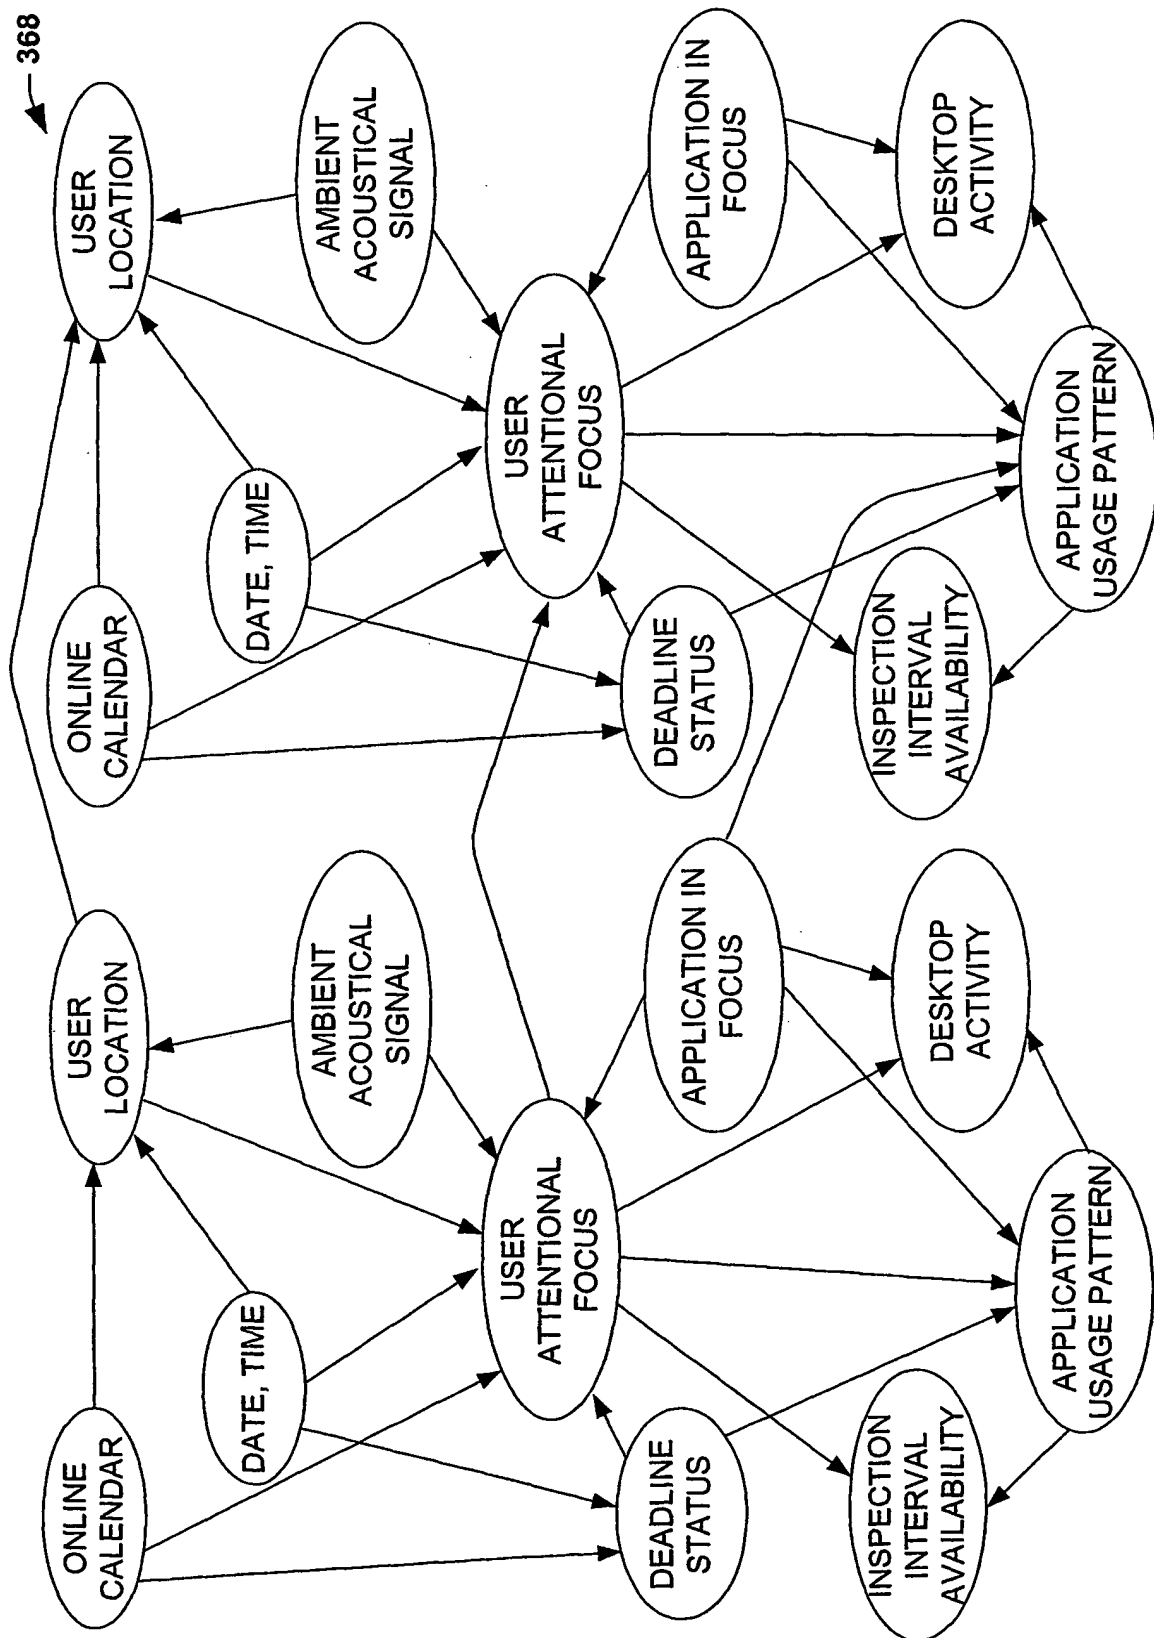 368
ONLINE
CALENDAR
USER
LOCATION
DATE, TIME
AMBIENT
ACOUSTICAL
SIGNAL
USER
ATTENTIONAL
FOCUS
DEADLINE
STATUS
APPLICATION IN
FOCUS
INSPECTION
INTERVAL
AVAILABILITY
DESKTOP
ACTIVITY
APPLICATION
USAGE PATTERN
ONLINE
CALENDAR
USER
LOCATION
DATE, TIME
AMBIENT
ACOUSTICAL
SIGNAL
USER
ATTENTIONAL
FOCUS
DEADLINE
STATUS
APPLICATION IN
FOCUS
INSPECTION
INTERVAL
AVAILABILITY
DESKTOP
ACTIVITY
APPLICATION
USAGE PATTERN